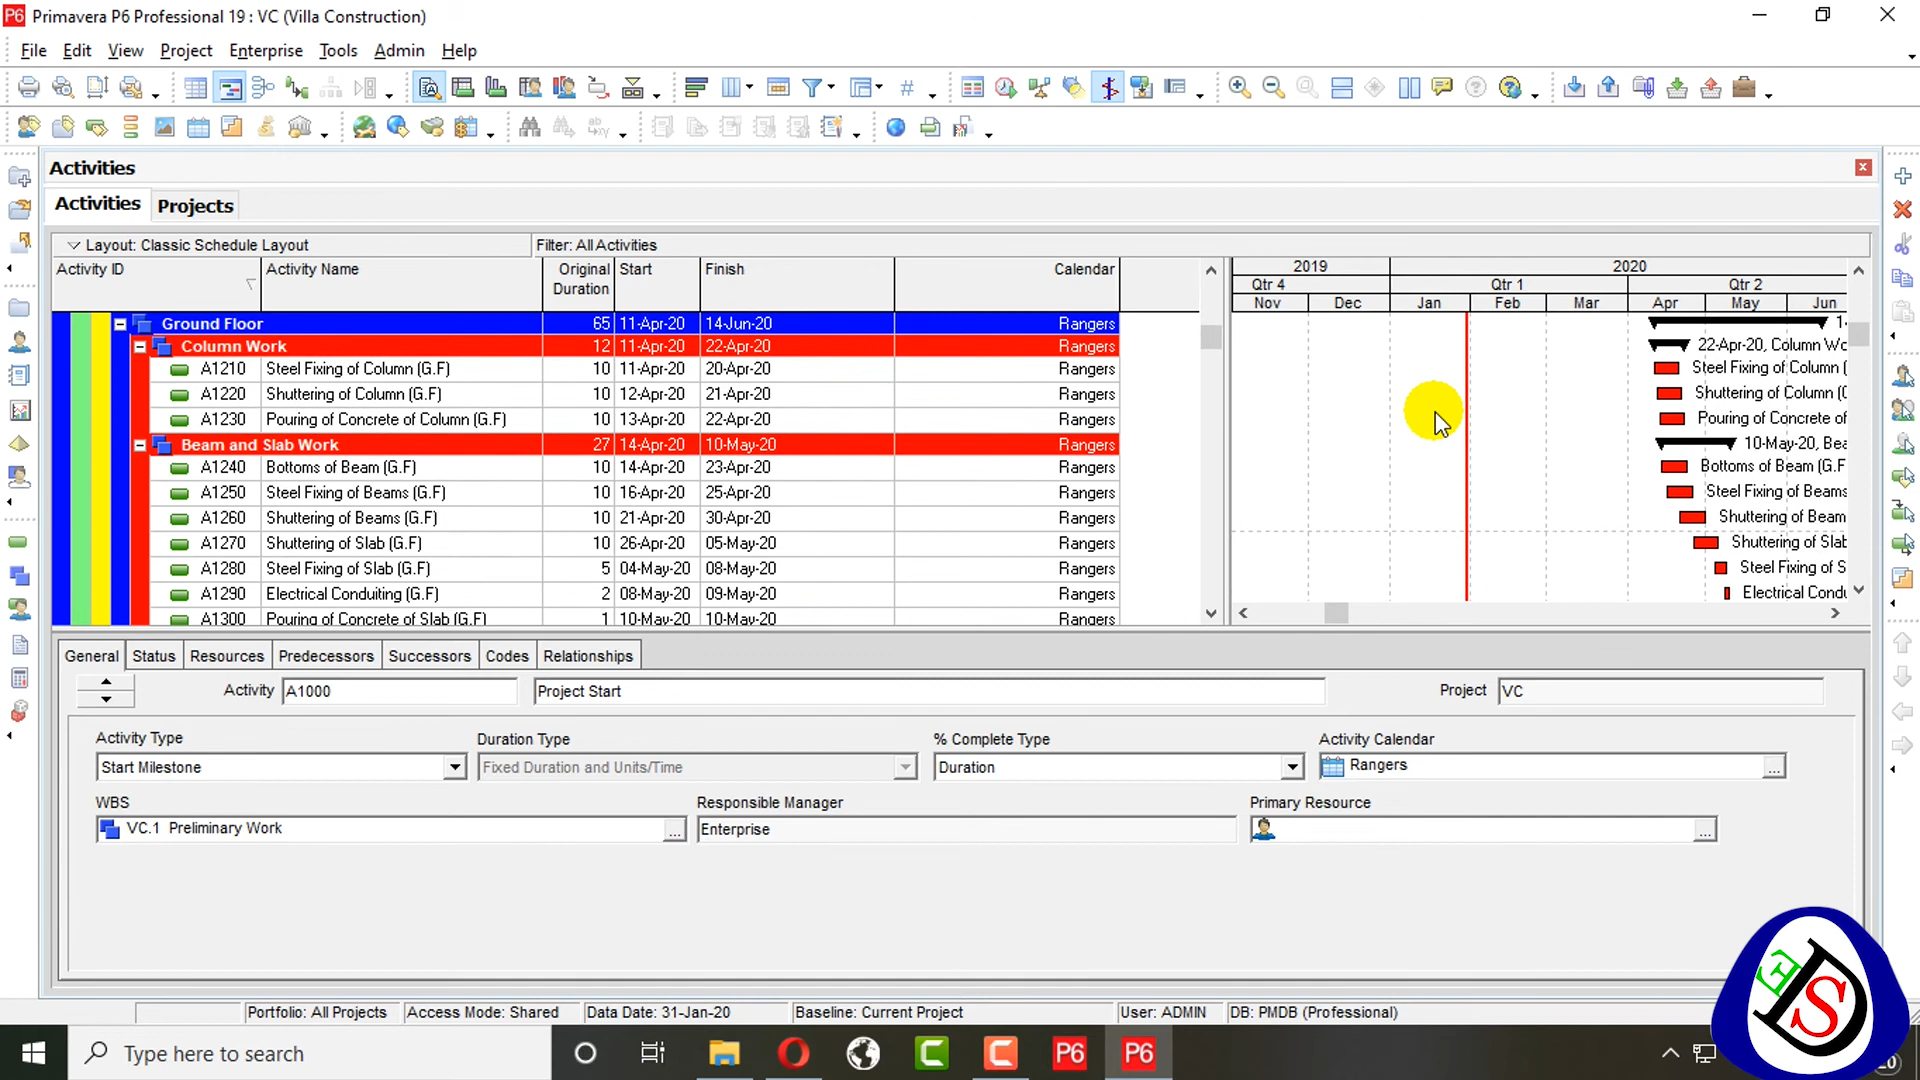 P6 Primavera P6 Professional 19 : VC (Villa Construction)
File Edit View Project Enterprise Tools Admin Help
Activities
Activities Projects
Layout: Classic Schedule Layout Filter: All Activities
Activity ID Activity Name Original Duration Start Finish Calendar
2019 2020
Qtr 4 Qtr 1 Qtr 2
Nov Dec Jan Feb Mar Apr May Jun
Ground Floor 65 11-Apr-20 14-Jun-20 Rangers
Column Work 12 11-Apr-20 22-Apr-20 Rangers 22-Apr-20, Column Wo
A1210 Steel Fixing of Column (G.F) 10 11-Apr-20 20-Apr-20 Rangers Steel Fixing of Column (
A1220 Shuttering of Column (G.F) 10 12-Apr-20 21-Apr-20 Rangers Shuttering of Column (G
A1230 Pouring of Concrete of Column (G.F) 10 13-Apr-20 22-Apr-20 Rangers Pouring of Concrete of
Beam and Slab Work 27 14-Apr-20 10-May-20 Rangers 10-May-20, Bea
A1240 Bottoms of Beam (G.F) 10 14-Apr-20 23-Apr-20 Rangers Bottoms of Beam (G.F
A1250 Steel Fixing of Beams (G.F) 10 16-Apr-20 25-Apr-20 Rangers Steel Fixing of Beams
A1260 Shuttering of Beams (G.F) 10 21-Apr-20 30-Apr-20 Rangers Shuttering of Beam
A1270 Shuttering of Slab (G.F) 10 26-Apr-20 05-May-20 Rangers Shuttering of Slab
A1280 Steel Fixing of Slab (G.F) 5 04-May-20 08-May-20 Rangers Steel Fixing of S
A1290 Electrical Conduiting (G.F) 2 08-May-20 09-May-20 Rangers Electrical Condu
A1300 Pouring of Concrete of Slab (G.F) 1 10-May-20 10-May-20 Rangers
General Status Resources Predecessors Successors Codes Relationships
Activity A1000 Project Start Project VC
Activity Type Duration Type % Complete Type Activity Calendar
Start Milestone Fixed Duration and Units/Time Duration Rangers
WBS Responsible Manager Primary Resource
VC.1 Preliminary Work Enterprise
Portfolio: All Projects Access Mode: Shared Data Date: 31-Jan-20 Baseline: Current Project User: ADMIN DB: PMDB (Professional)
Type here to search P6 P6
E D S